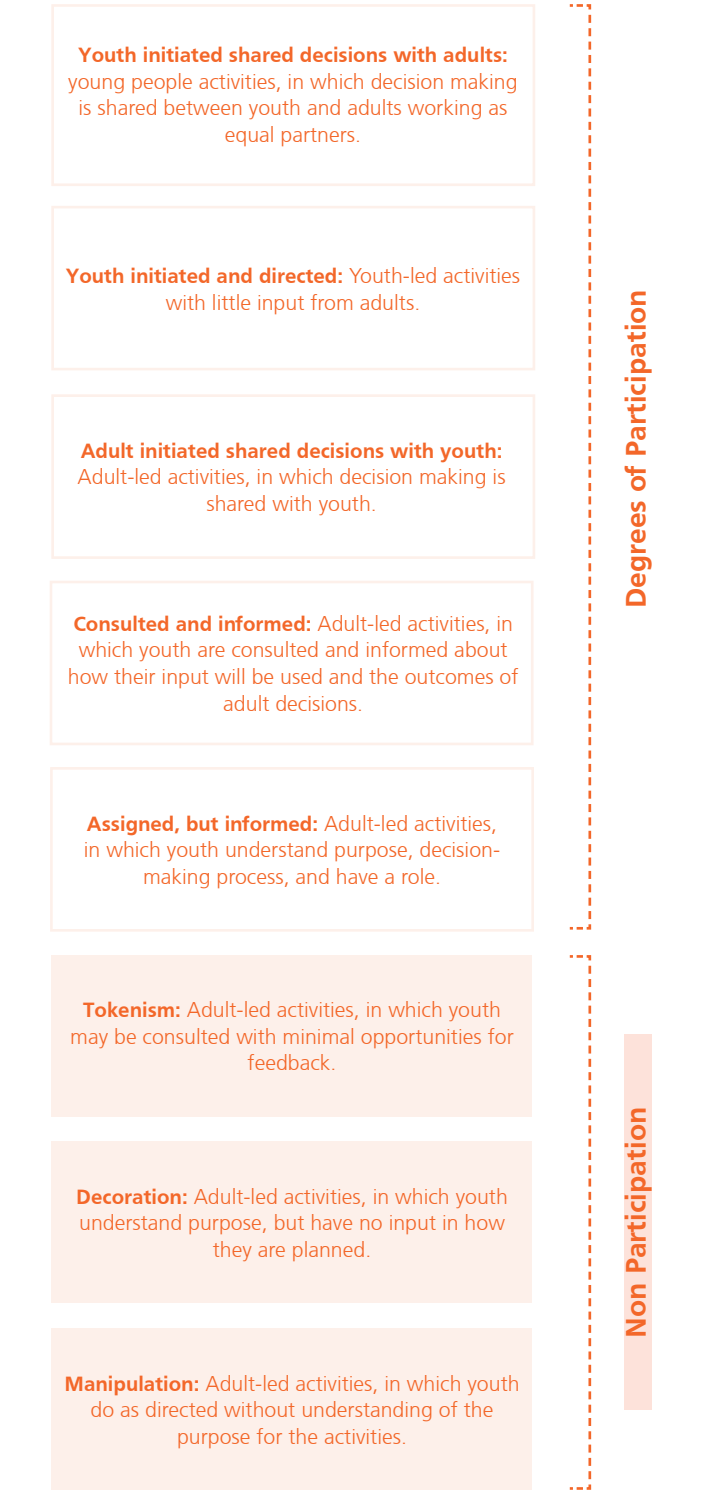 Youth initiated shared decisions with adults:
young people activities, in which decision making
is shared between youth and adults working as
equal partners.
Youth initiated and directed: Youth-led activities
with little input from adults.
Adult initiated shared decisions with youth:
Adult-led activities, in which decision making is
shared with youth.
Consulted and informed: Adult-led activities, in
which youth are consulted and informed about
how their input will be used and the outcomes of
adult decisions.
Assigned, but informed: Adult-led activities,
in which youth understand purpose, decision-
making process, and have a role.
Degrees of Participation
Tokenism: Adult-led activities, in which youth
may be consulted with minimal opportunities for
feedback.
Decoration: Adult-led activities, in which youth
understand purpose, but have no input in how
they are planned.
Manipulation: Adult-led activities, in which youth
do as directed without understanding of the
purpose for the activities.
Non Participation